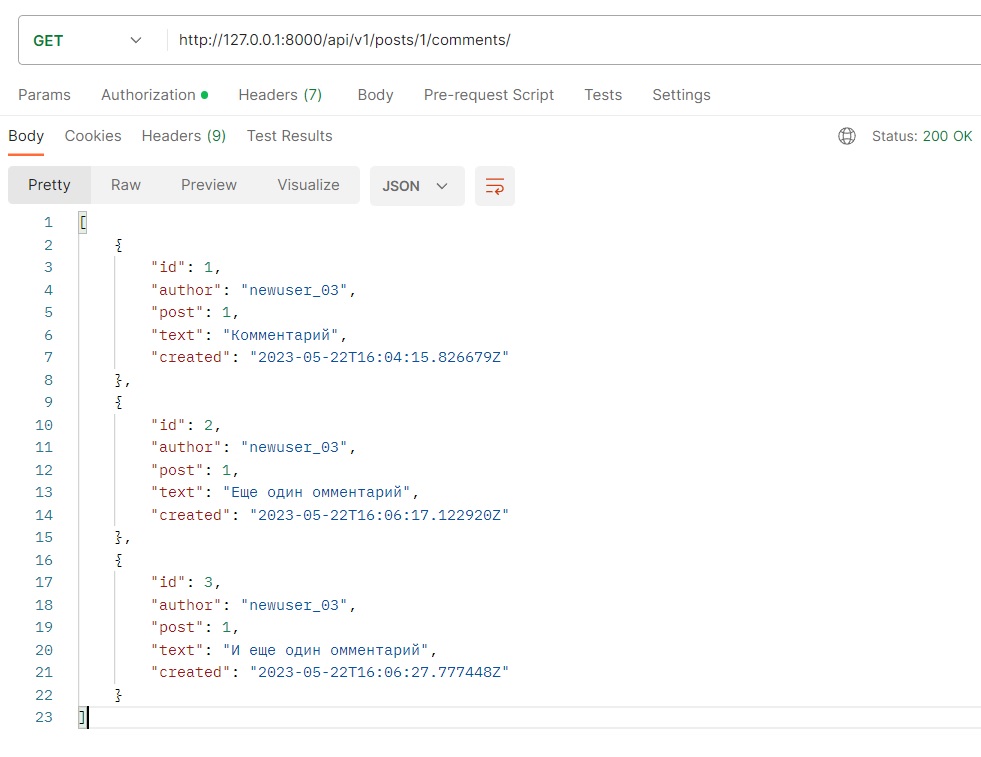 GET http://127.0.0.1:8000/api/v1/posts/1/comments/
Params Authorization Headers (7) Body Pre-request Script Tests Settings
Body Cookies Headers (9) Test Results Status: 200 OK
Pretty Raw Preview Visualize JSON
1 [
2 {
3 "id": 1,
4 "author": "newuser_03",
5 "post": 1,
6 "text": "Комментарий",
7 "created": "2023-05-22T16:04:15.826679Z"
8 },
9 {
10 "id": 2,
11 "author": "newuser_03",
12 "post": 1,
13 "text": "Еще один омментарий",
14 "created": "2023-05-22T16:06:17.122920Z"
15 },
16 {
17 "id": 3,
18 "author": "newuser_03",
19 "post": 1,
20 "text": "И еще один омментарий",
21 "created": "2023-05-22T16:06:27.777448Z"
22 }
23 ]